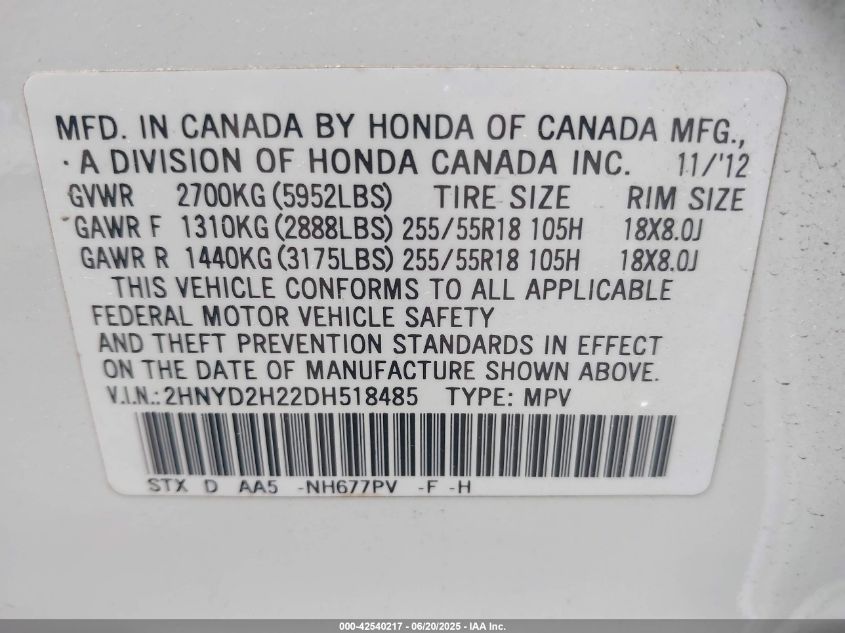 MFD. IN CANADA BY HONDA OF CANADA MFG.,
A DIVISION OF HONDA CANADA INC. 11/'12
GVWR 2700KG (5952LBS) TIRE SIZE RIM SIZE
GAWR F 1310KG (2888LBS) 255/55R18 105H 18X8.0J
GAWR R 1440KG (3175LBS) 255/55R18 105H 18X8.0J
THIS VEHICLE CONFORMS TO ALL APPLICABLE
FEDERAL MOTOR VEHICLE SAFETY
AND THEFT PREVENTION STANDARDS IN EFFECT
ON THE DATE OF MANUFACTURE SHOWN ABOVE.
V.I.N.: 2HNYD2H22DH518485 TYPE: MPV
STX D AA5 -NH677PV -F -H
000-42540217 - 06/20/2025 - IAA Inc.